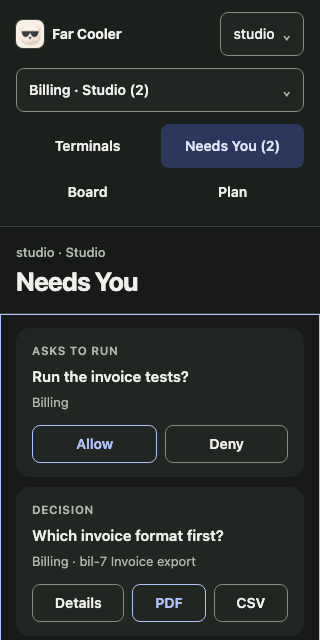 Far Cooler
studio
Billing · Studio (2)
Terminals
Needs You (2)
Board
Plan
studio · Studio
Needs You
ASKS TO RUN
Run the invoice tests?
Billing
Allow
Deny
DECISION
Which invoice format first?
Billing · bil-7 Invoice export
Details
PDF
CSV